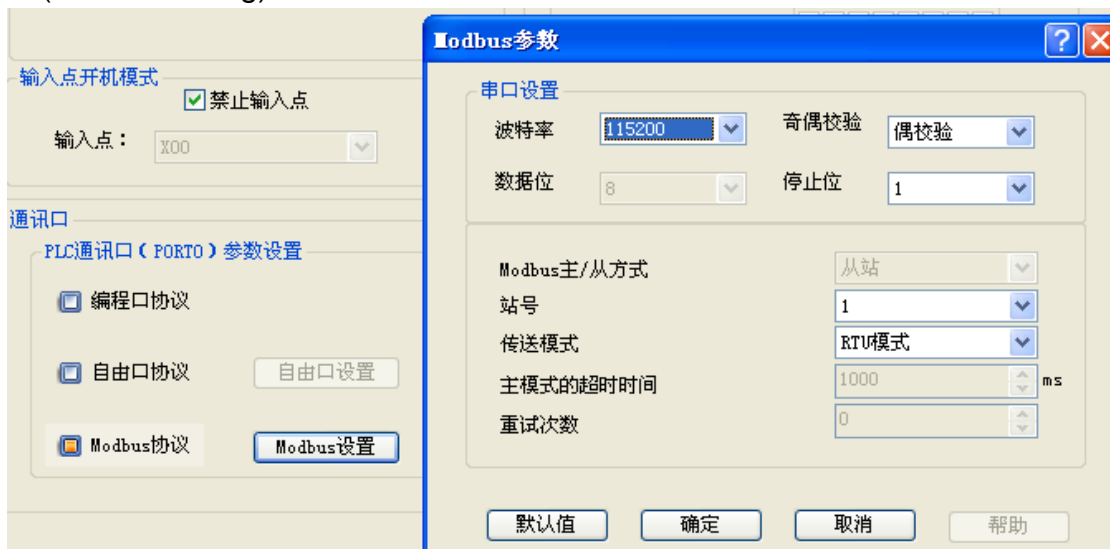 Modbus参数
输入点开机模式
禁止输入点
输入点：
X00
通讯口
PLC通讯口（PORTO）参数设置
编程口协议
自由口协议
自由口设置
Modbus协议
Modbus设置
串口设置
波特率
115200
奇偶校验
偶校验
数据位
8
停止位
1
Modbus主/从方式
从站
站号
1
传送模式
RTU模式
主模式的超时时间
1000
ms
重试次数
0
默认值
确定
取消
帮助